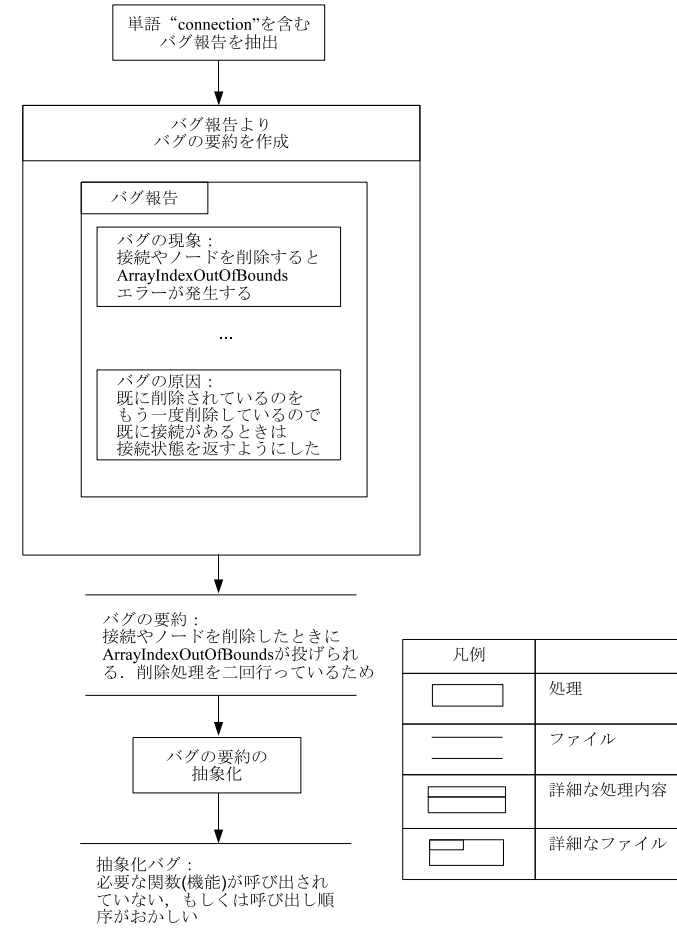 単語“connection”を含む
バグ報告を抽出
バグ報告より
バグの要約を作成
バグ報告
バグの現象：
接続やノードを削除すると
ArrayIndexOutOfBounds
エラーが発生する
…
バグの原因：
既に削除されているのを
もう一度削除しているので
既に接続があるときは
接続状態を返すようにした
バグの要約：
接続やノードを削除したときに
ArrayIndexOutOfBoundsが投げられ
る．削除処理を二回行っているため
バグの要約の
抽象化
抽象化バグ：
必要な関数(機能)が呼び出され
ていない，もしくは呼び出し順
序がおかしい
凡例
処理
ファイル
詳細な処理内容
詳細なファイル